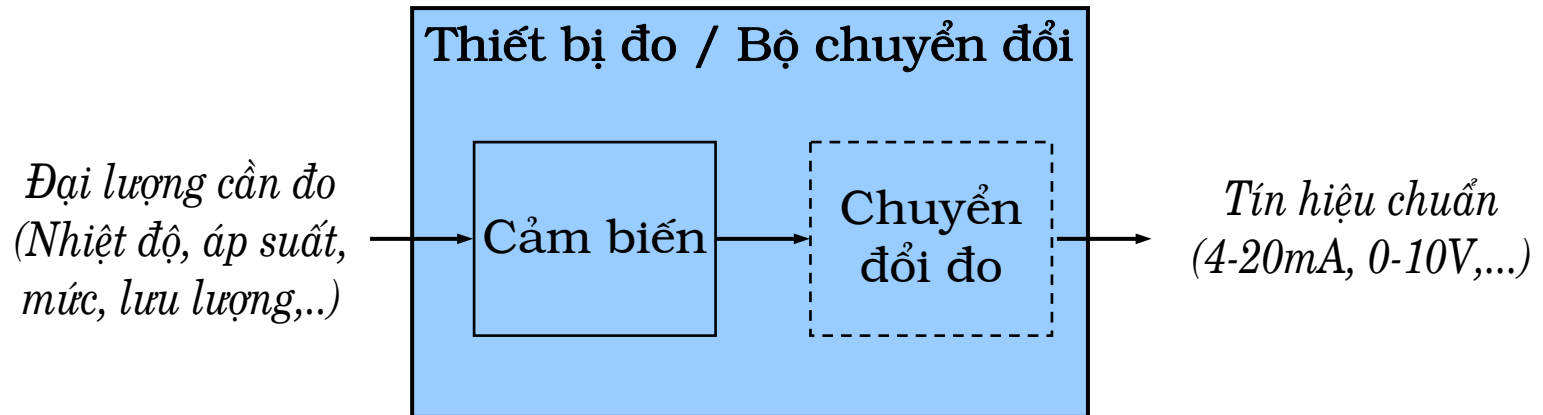 Thiết bị đo / Bộ chuyển đổi
Đại lượng cần đo
(Nhiệt độ, áp suất,
mức, lưu lượng,..)
Cảm biến
Chuyển
đổi đo
Tín hiệu chuẩn
(4-20mA, 0-10V,...)